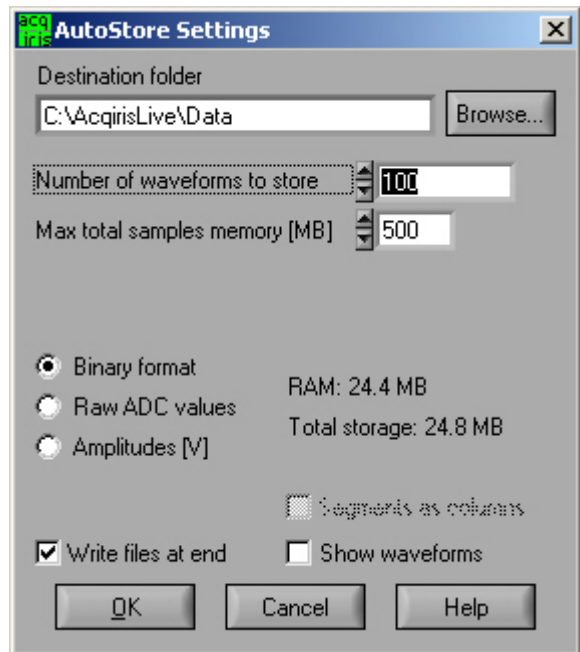 acq
iris
AutoStore Settings
Destination folder
C:\AcqirisLive\Data
Browse...
Number of waveforms to store 100
Max total samples memory [MB] 500
Binary format
Raw ADC values
Amplitudes [V]
RAM: 24.4 MB
Total storage: 24.8 MB
Segments as columns
Write files at end
Show waveforms
OK
Cancel
Help